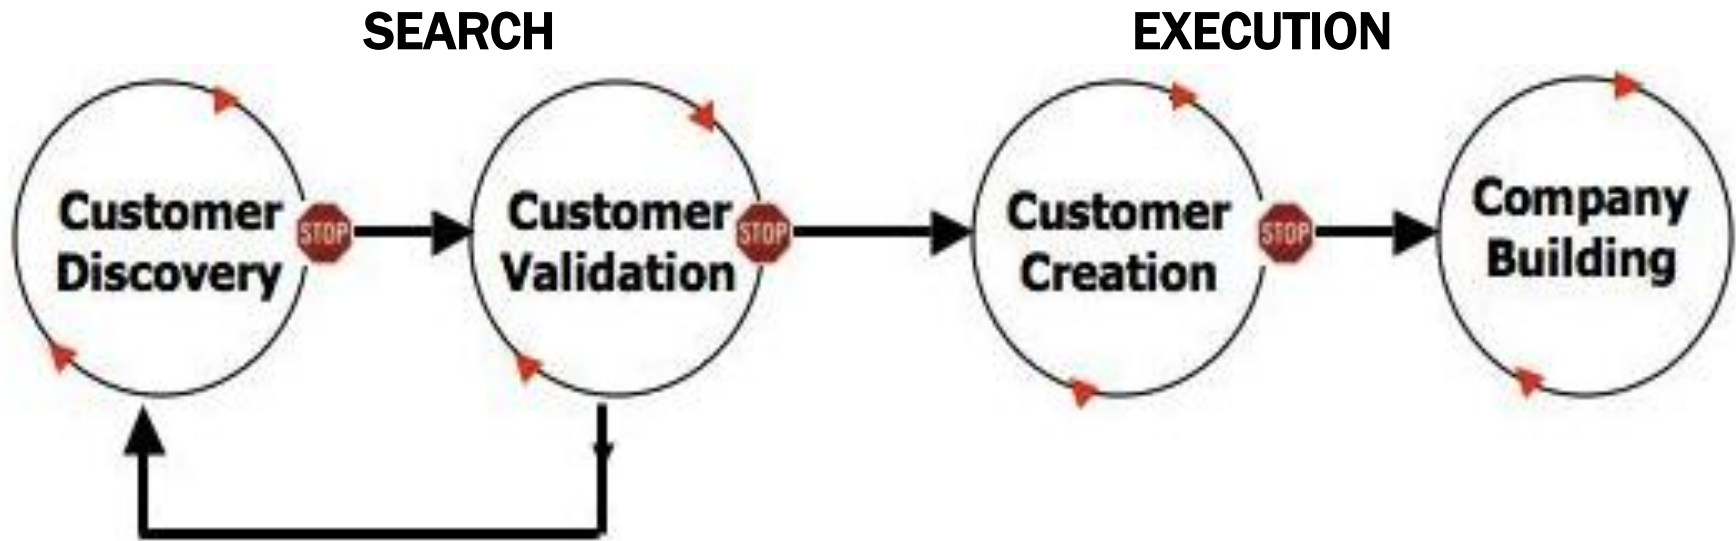 SEARCH
EXECUTION
Customer
Discovery
STOP
Customer
Validation
STOP
Customer
Creation
STOP
Company
Building